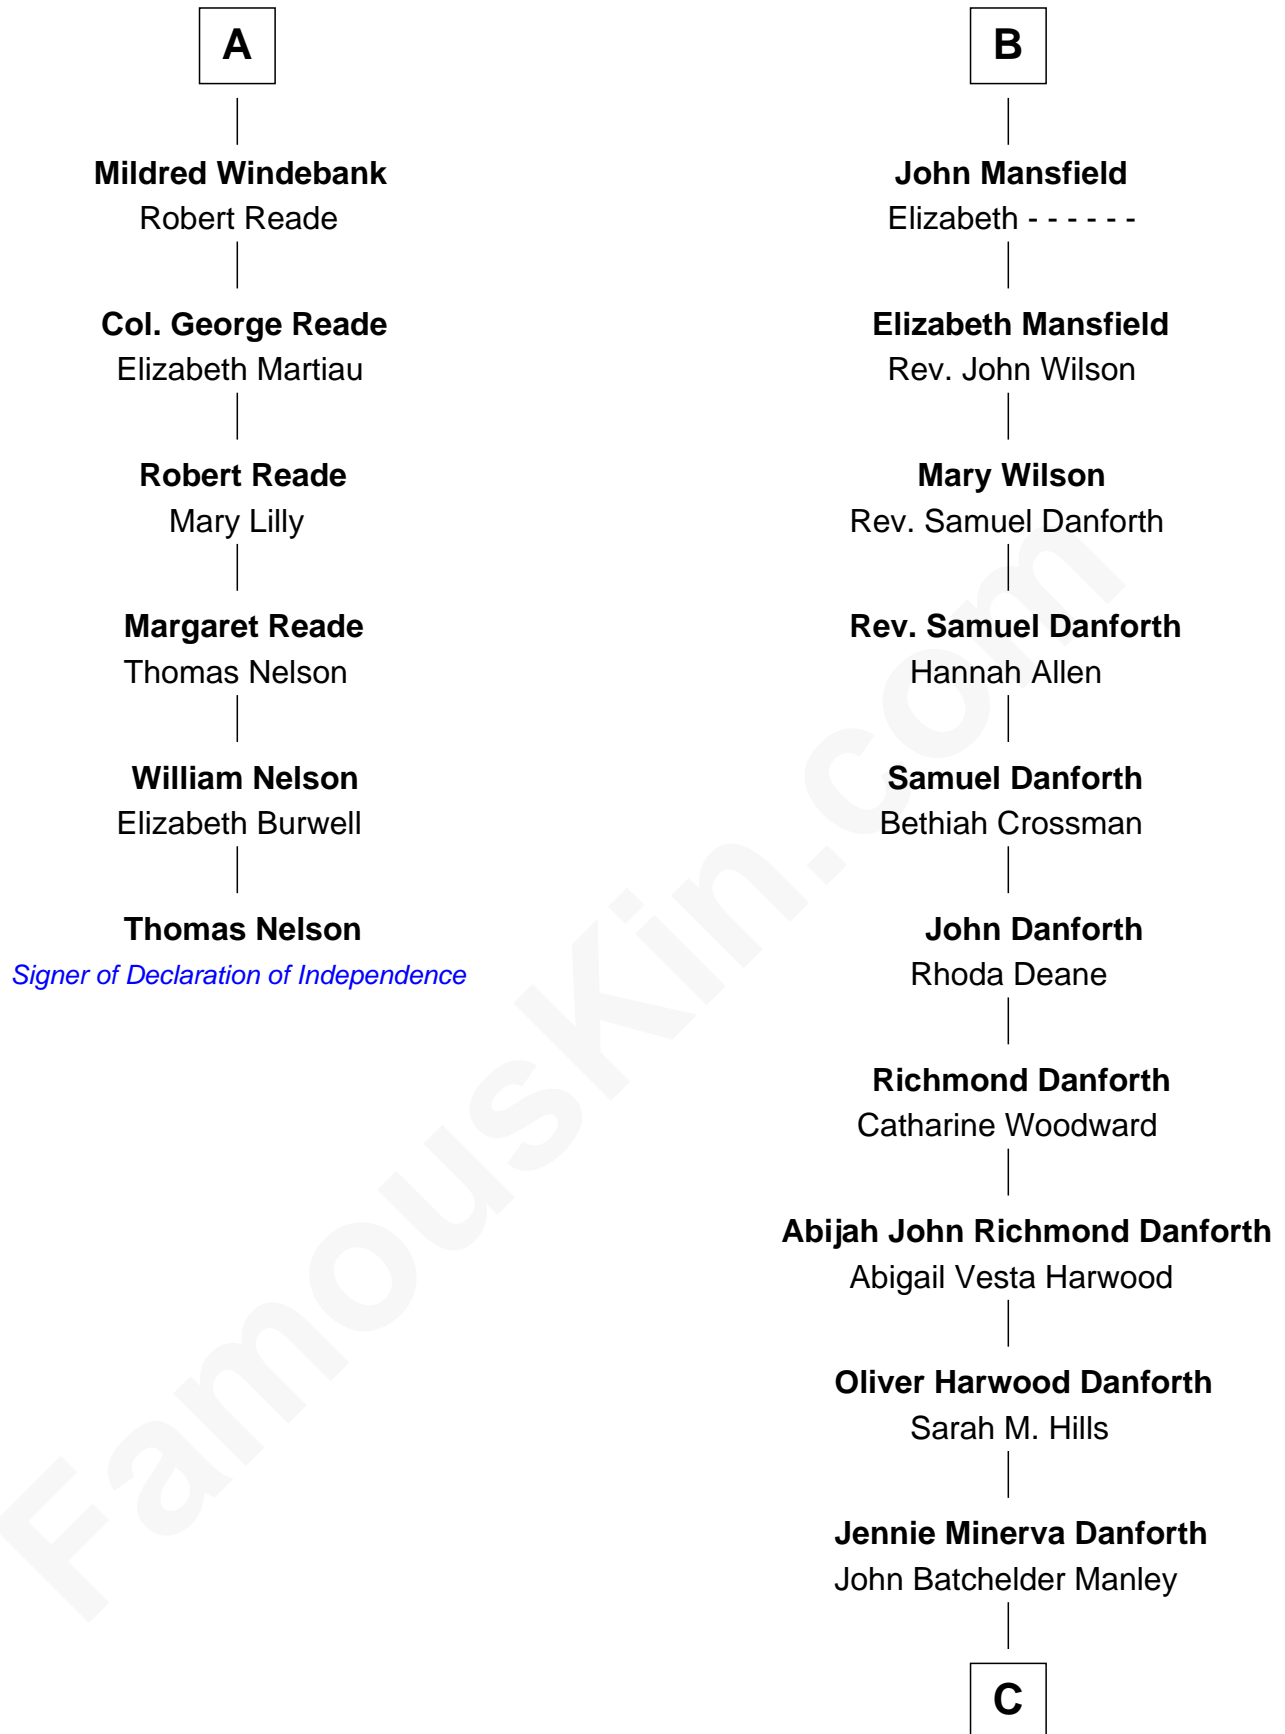 A
Mildred Windebank
Robert Reade
Col. George Reade
Elizabeth Martiau
Robert Reade
Mary Lilly
Margaret Reade
Thomas Nelson
William Nelson
Elizabeth Burwell
Thomas Nelson
Signer of Declaration of Independence
B
John Mansfield
Elizabeth - - - - - -
Elizabeth Mansfield
Rev. John Wilson
Mary Wilson
Rev. Samuel Danforth
Rev. Samuel Danforth
Hannah Allen
Samuel Danforth
Bethiah Crossman
John Danforth
Rhoda Deane
Richmond Danforth
Catharine Woodward
Abijah John Richmond Danforth
Abigail Vesta Harwood
Oliver Harwood Danforth
Sarah M. Hills
Jennie Minerva Danforth
John Batchelder Manley
C
FamousKin.com